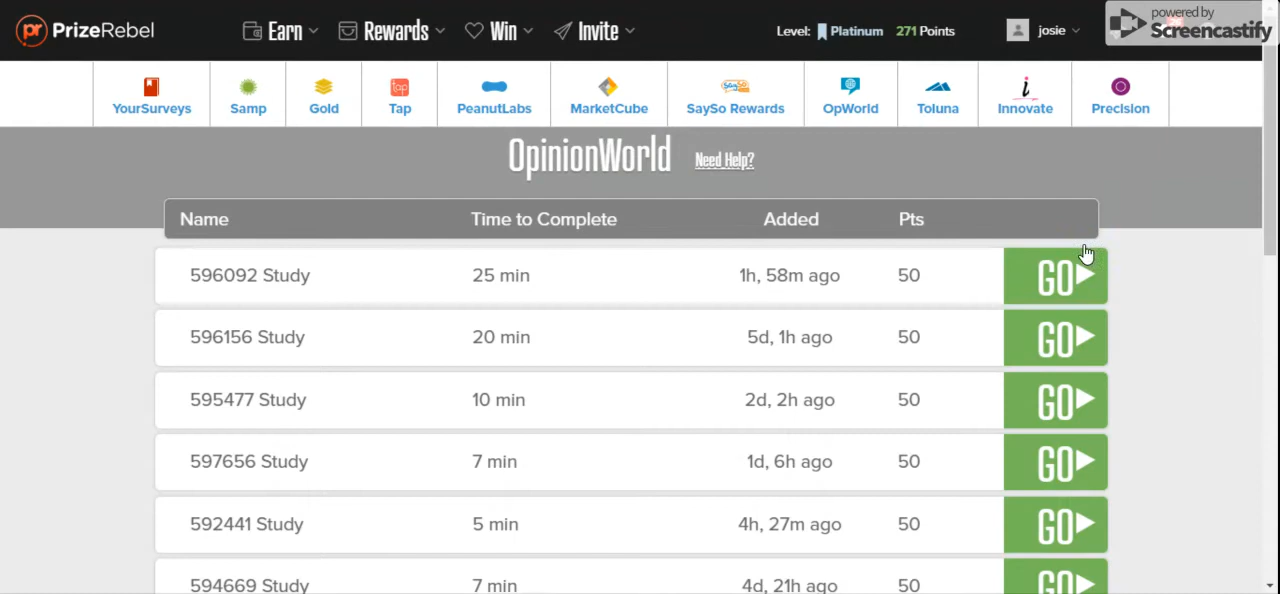 pr PrizeRebel Earn Rewards Win Invite Level: Platinum 271 Points josie
powered by
Screencastify
YourSurveys Samp Gold Tap PeanutLabs MarketCube SaySo Rewards OpWorld Toluna Innovate Precision
OpinionWorld Need Help?
Name Time to Complete Added Pts
596092 Study 25 min 1h, 58m ago 50 GO
596156 Study 20 min 5d, 1h ago 50 GO
595477 Study 10 min 2d, 2h ago 50 GO
597656 Study 7 min 1d, 6h ago 50 GO
592441 Study 5 min 4h, 27m ago 50 GO
594669 Study 7 min 4d, 21h ago 50 GO